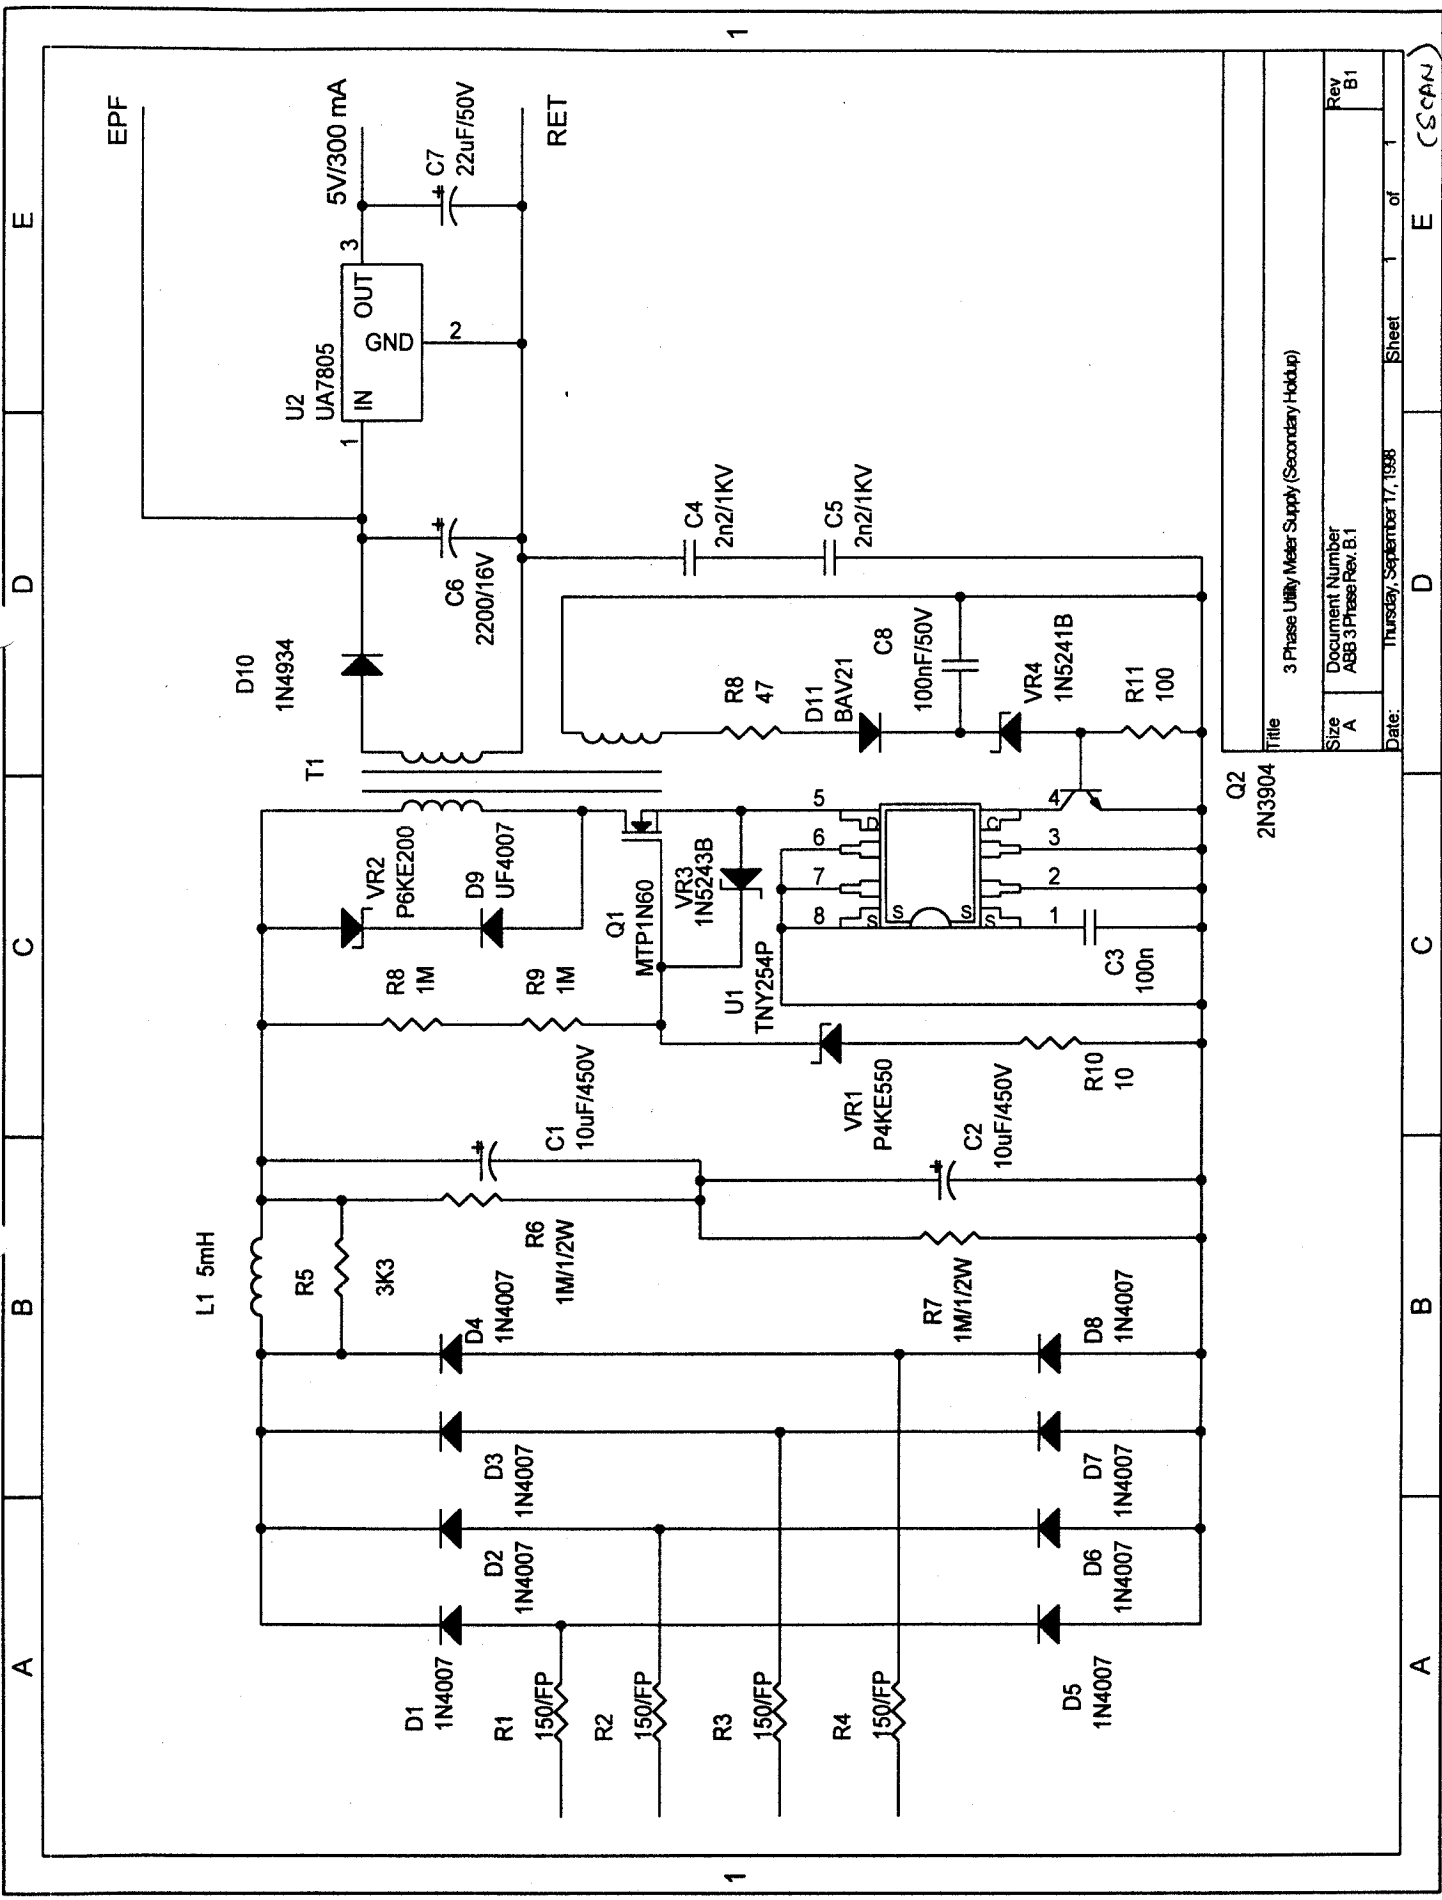 A
B
C
D
E
1
EPF
D10
1N4934
U2
UA7805
IN
OUT
GND
1
2
3
5V/300 mA
C6
2200/16V
C7
22uF/50V
RET
T1
L1 5mH
R5
3K3
VR2
P6KE200
D9
UF4007
R8
1M
R9
1M
D1
1N4007
D2
1N4007
D3
1N4007
D4
1N4007
R6
1M/1/2W
C1
10uF/450V
Q1
MTP1N60
VR3
1N5243B
R8
47
D11
BAV21
C8
100nF/50V
C4
2n2/1KV
C5
2n2/1KV
R1
150/FP
R2
150/FP
R3
150/FP
R4
150/FP
U1
TNY254P
5
6
7
8
D
S
S
S
S
4
3
2
1
VR1
P4KE550
R7
1M/1/2W
C2
10uF/450V
R10
10
C3
100n
VR4
1N5241B
R11
100
D5
1N4007
D6
1N4007
D7
1N4007
D8
1N4007
Q2
2N3904
Title
3 Phase Utility Meter Supply (Secondary Holdup)
Size
A
Document Number
ABB 3 Phase Rev. B.1
Rev
B1
Date:
Thursday, September 17, 1998
Sheet
1
of
1
A
B
C
D
E
1
(SCAN)